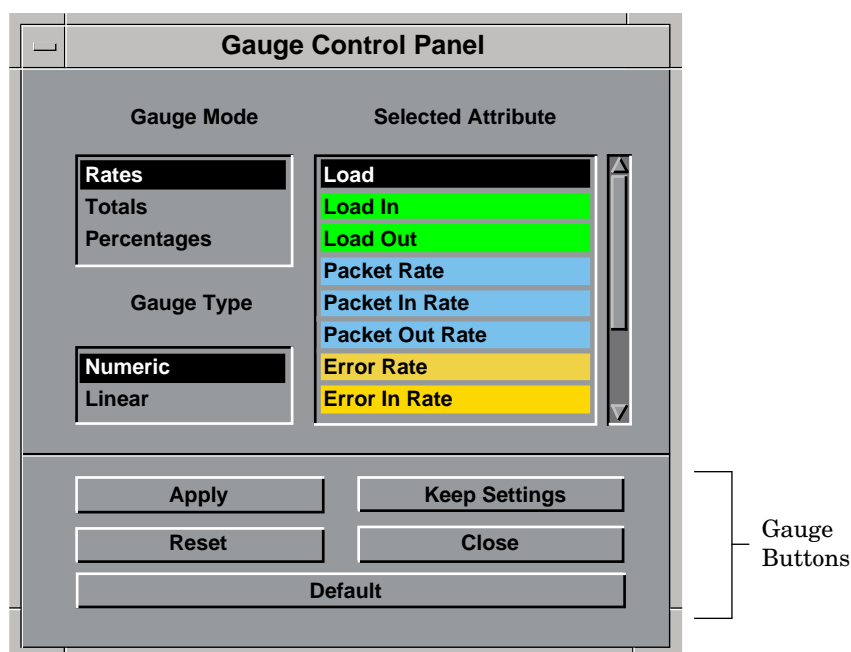 Gauge Control Panel
Gauge Mode
Rates
Totals
Percentages
Gauge Type
Numeric
Linear
Selected Attribute
Load
Load In
Load Out
Packet Rate
Packet In Rate
Packet Out Rate
Error Rate
Error In Rate
Apply
Keep Settings
Reset
Close
Default
Gauge
Buttons